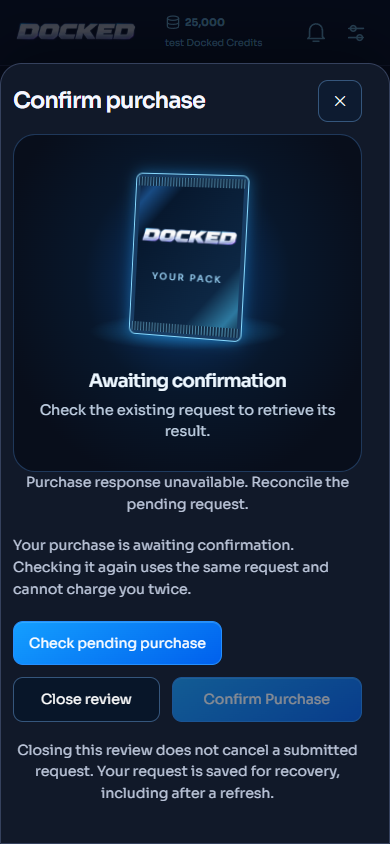 DOCKED
25,000
test Docked Credits
Confirm purchase
DOCKED
YOUR PACK
Awaiting confirmation
Check the existing request to retrieve its
result.
Purchase response unavailable. Reconcile the
pending request.
Your purchase is awaiting confirmation.
Checking it again uses the same request and
cannot charge you twice.
Check pending purchase
Close review
Confirm Purchase
Closing this review does not cancel a submitted
request. Your request is saved for recovery,
including after a refresh.